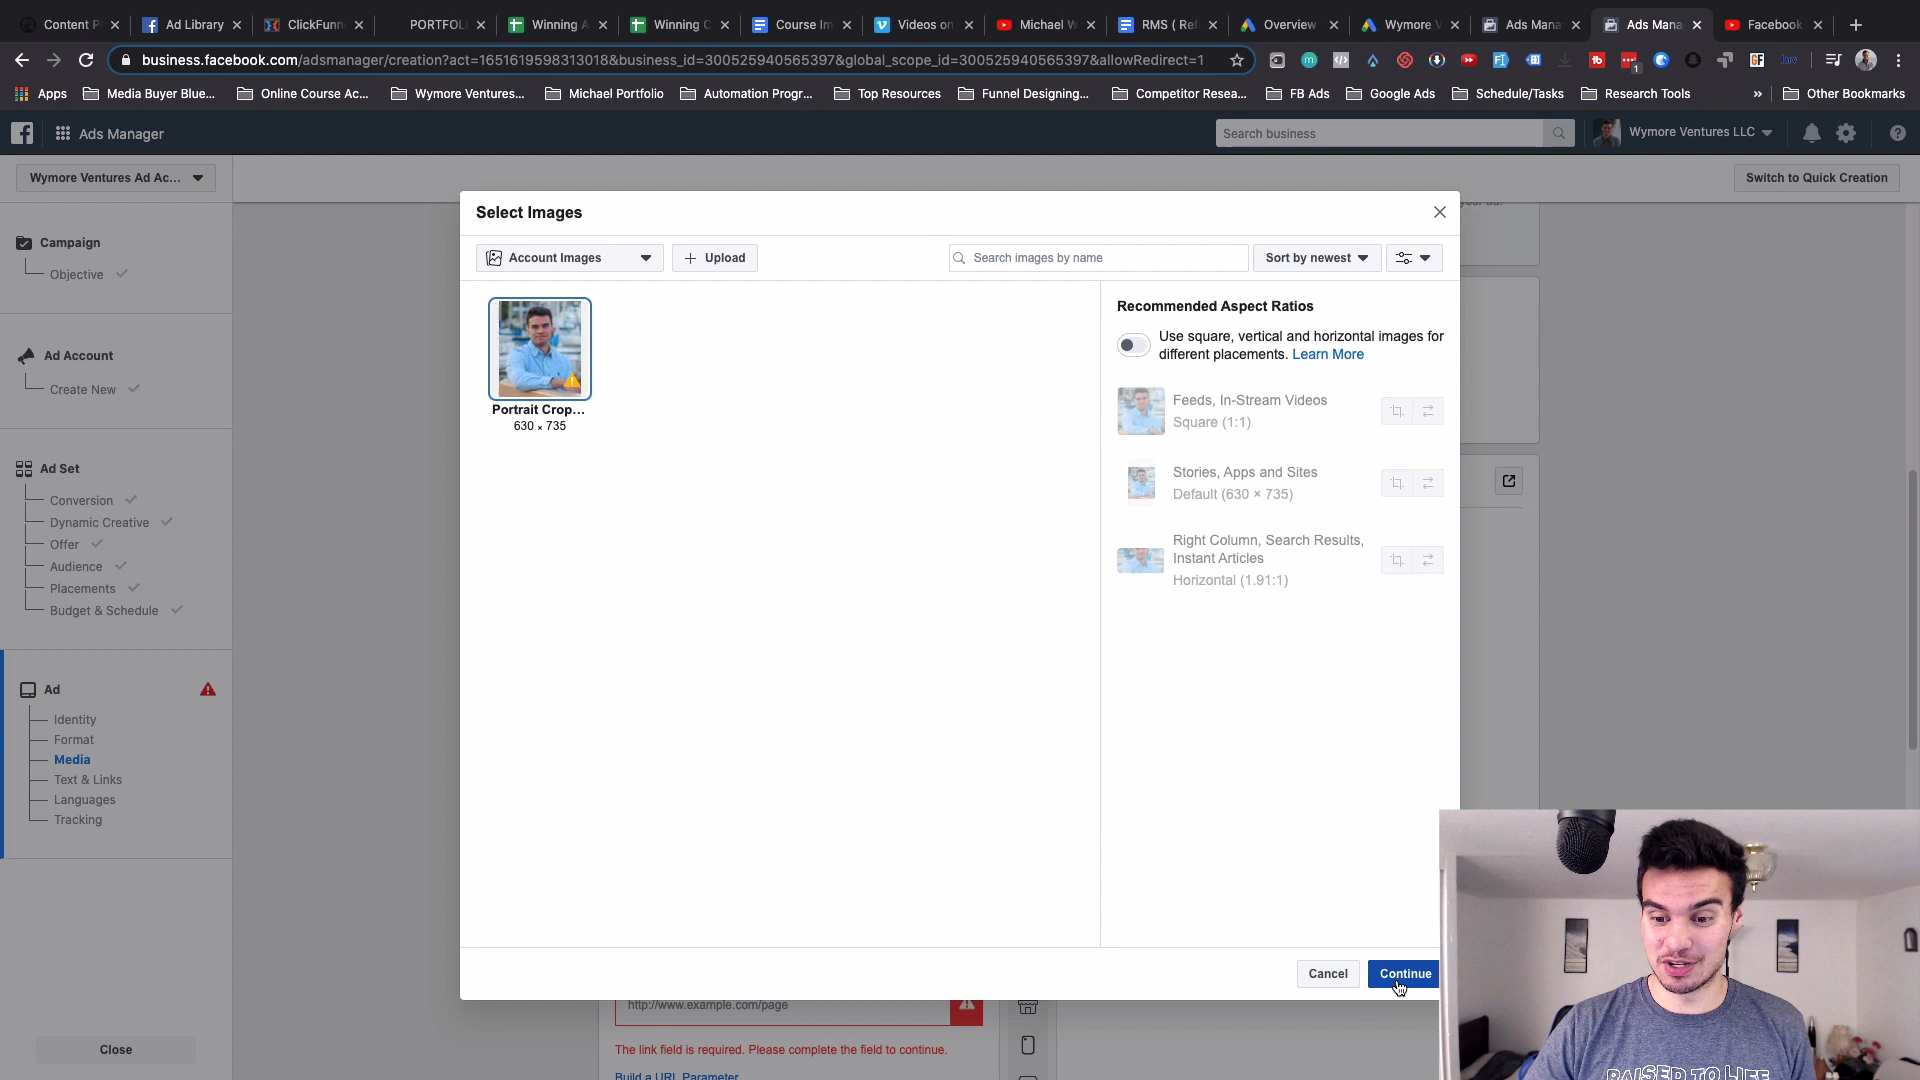 Content P
Ad Library
ClickFunn
PORTFOL
Winning A
Winning C
Course Im
Videos on
Michael W
RMS ( Ref
Overview
Wymore V
Ads Mana
Ads Mana
Facebook
business.facebook.com/adsmanager/creation?act=1651619598313018&business_id=300525940565397&global_scope_id=300525940565397&allowRedirect=1
Apps
Media Buyer Blue...
Online Course Ac...
Wymore Ventures...
Michael Portfolio
Automation Progr...
Top Resources
Funnel Designing...
Competitor Resea...
FB Ads
Google Ads
Schedule/Tasks
Research Tools
»
Other Bookmarks
Ads Manager
Search business
Wymore Ventures LLC
Wymore Ventures Ad Ac...
Switch to Quick Creation
Campaign
Objective
Ad Account
Create New
Ad Set
Conversion
Dynamic Creative
Offer
Audience
Placements
Budget & Schedule
Ad
Identity
Format
Media
Text & Links
Languages
Tracking
Close
Select Images
Account Images
Upload
Search images by name
Sort by newest
Portrait Crop...
630 × 735
Recommended Aspect Ratios
Use square, vertical and horizontal images for
different placements. Learn More
Feeds, In-Stream Videos
Square (1:1)
Stories, Apps and Sites
Default (630 × 735)
Right Column, Search Results,
Instant Articles
Horizontal (1.91:1)
Cancel
Continue
http://www.example.com/page
The link field is required. Please complete the field to continue.
Build a URL Parameter
RAISED TO LIFE